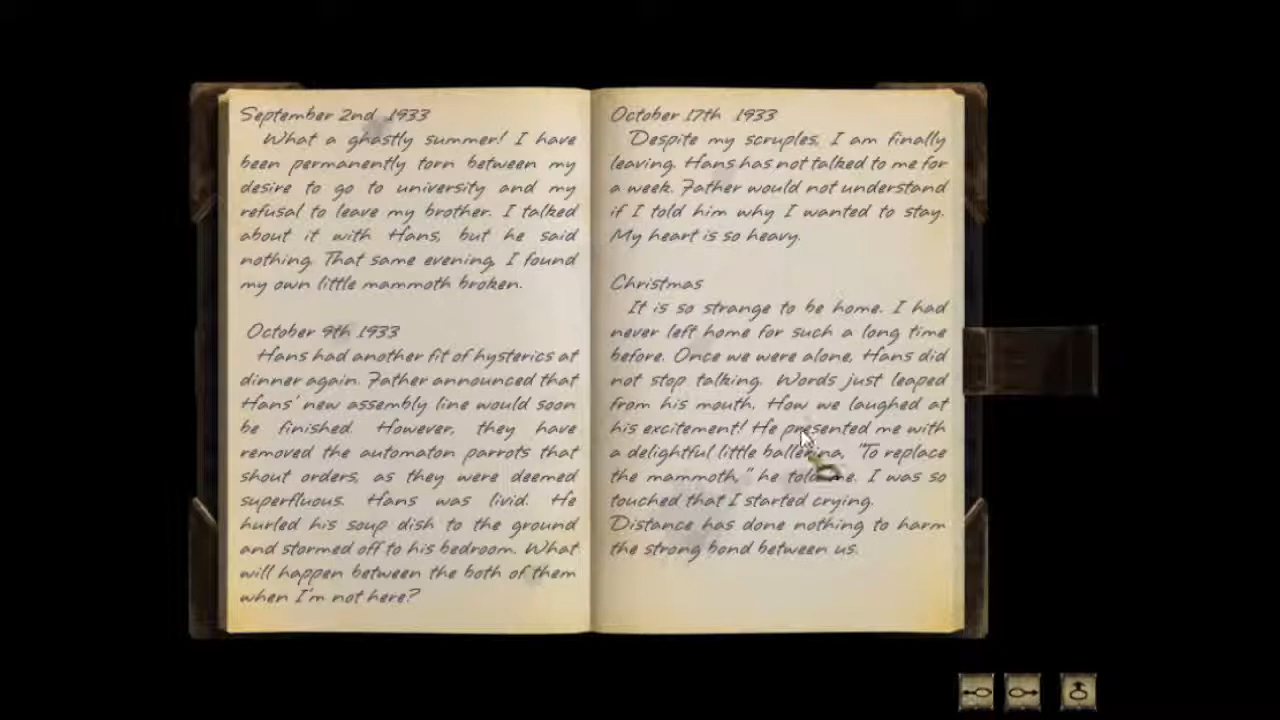 September 2nd 1933
What a ghastly summer! I have
been permanently torn between my
desire to go to university and my
refusal to leave my brother. I talked
about it with Hans, but he said
nothing. That same evening, I found
my own little mammoth broken.
October 9th 1933
Hans had another fit of hysterics at
dinner again. Father announced that
Hans' new assembly line would soon
be finished. However, they have
removed the automaton parrots that
shout orders, as they were deemed
superfluous. Hans was livid. He
hurled his soup dish to the ground
and stormed off to his bedroom. What
will happen between the both of them
when I'm not here?
October 17th 1933
Despite my scruples, I am finally
leaving. Hans has not talked to me for
a week. Father would not understand
if I told him why I wanted to stay.
My heart is so heavy.
Christmas
It is so strange to be home. I had
never left home for such a long time
before. Once we were alone, Hans did
not stop talking. Words just leaped
from his mouth. How we laughed at
his excitement! He presented me with
a delightful little ballerina, "To replace
the mammoth," he told me. I was so
touched that I started crying.
Distance has done nothing to harm
the strong bond between us.